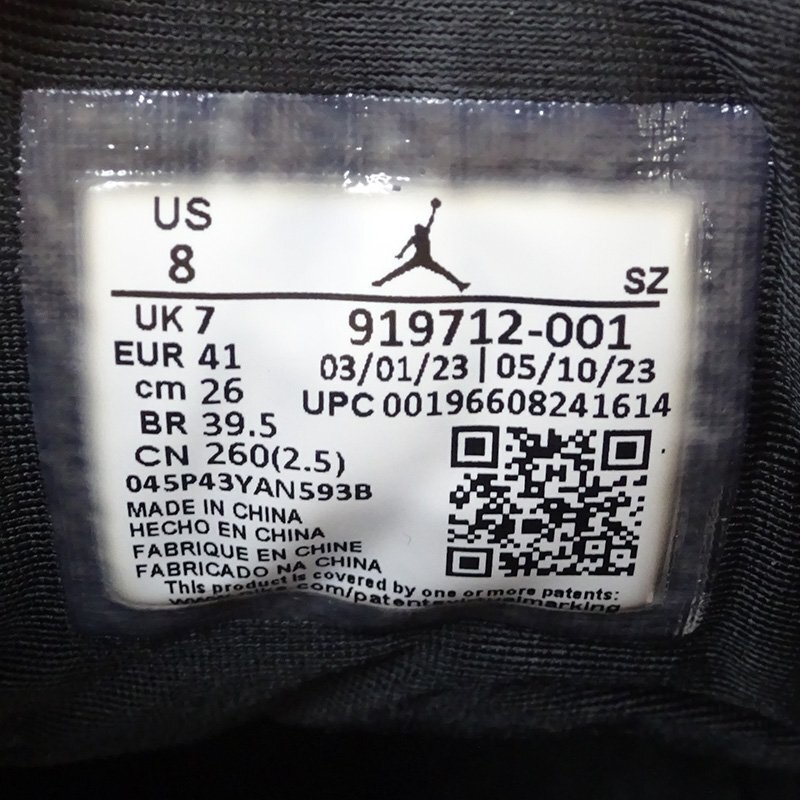 US
8
SZ
UK 7
EUR 41
cm 26
BR 39.5
CN 260(2.5)
919712-001
03/01/23 | 05/10/23
UPC 00196608241614
045P43YAN593B
MADE IN CHINA
HECHO EN CHINA
FABRIQUE EN CHINE
FABRICADO NA CHINA
This product is covered by one or more patents: